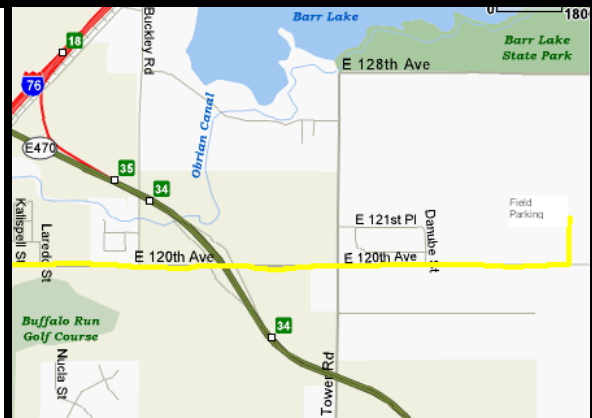 0
1800
Barr Lake
Buckley Rd
18
Barr Lake
State Park
E 128th Ave
76
Obrian Canal
E470
35
34
Kalispell St
Laredo St
Field
Parking
E 121st Pl
Danube St
E 120th Ave
E 120th Ave
Buffalo Run
Golf Course
34
Nucla St
Tower Rd